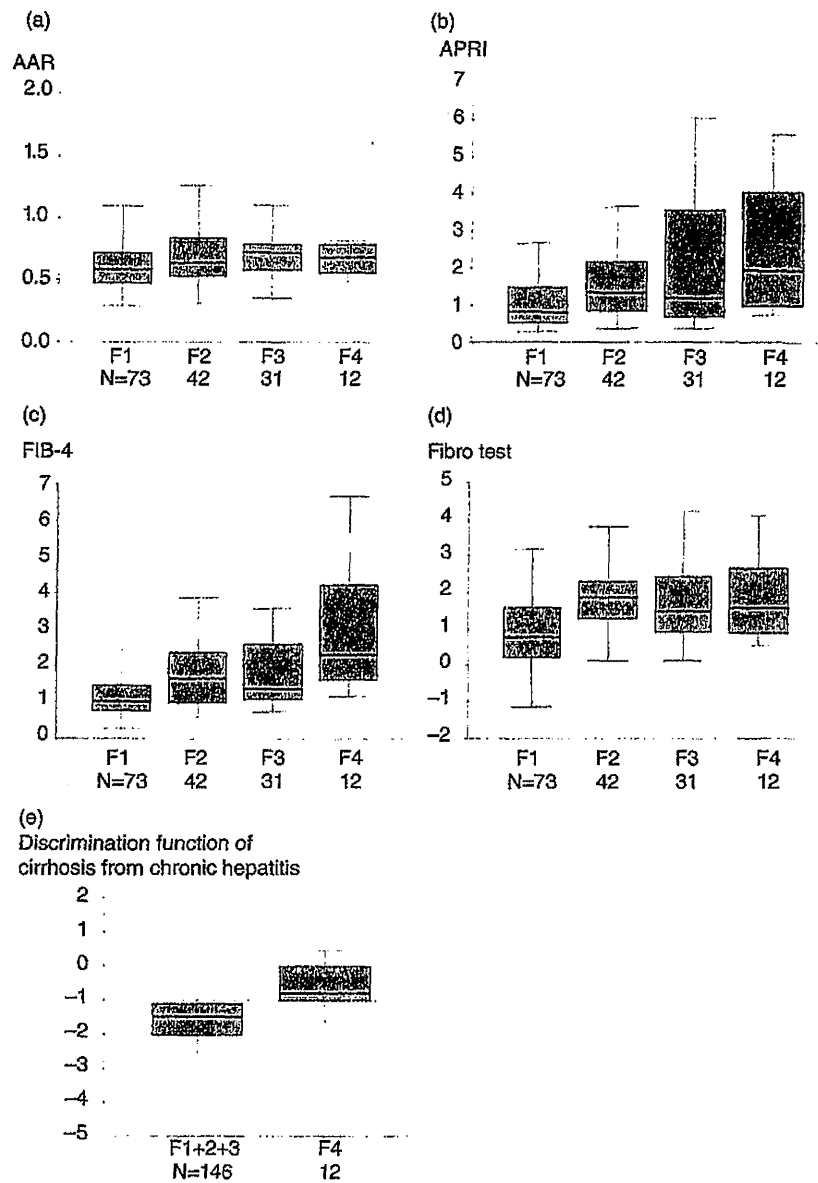 (a)
AAR
2.0
1.5
1.0
0.5
0.0
F1 F2 F3 F4
N=73 42 31 12
(b)
APRI
7
6
5
4
3
2
1
0
F1 F2 F3 F4
N=73 42 31 12
(c)
FIB-4
7
6
5
4
3
2
1
0
F1 F2 F3 F4
N=73 42 31 12
(d)
Fibro test
5
4
3
2
1
0
−1
−2
F1 F2 F3 F4
N=73 42 31 12
(e)
Discrimination function of
cirrhosis from chronic hepatitis
2
1
0
−1
−2
−3
−4
−5
F1+2+3 F4
N=146 12